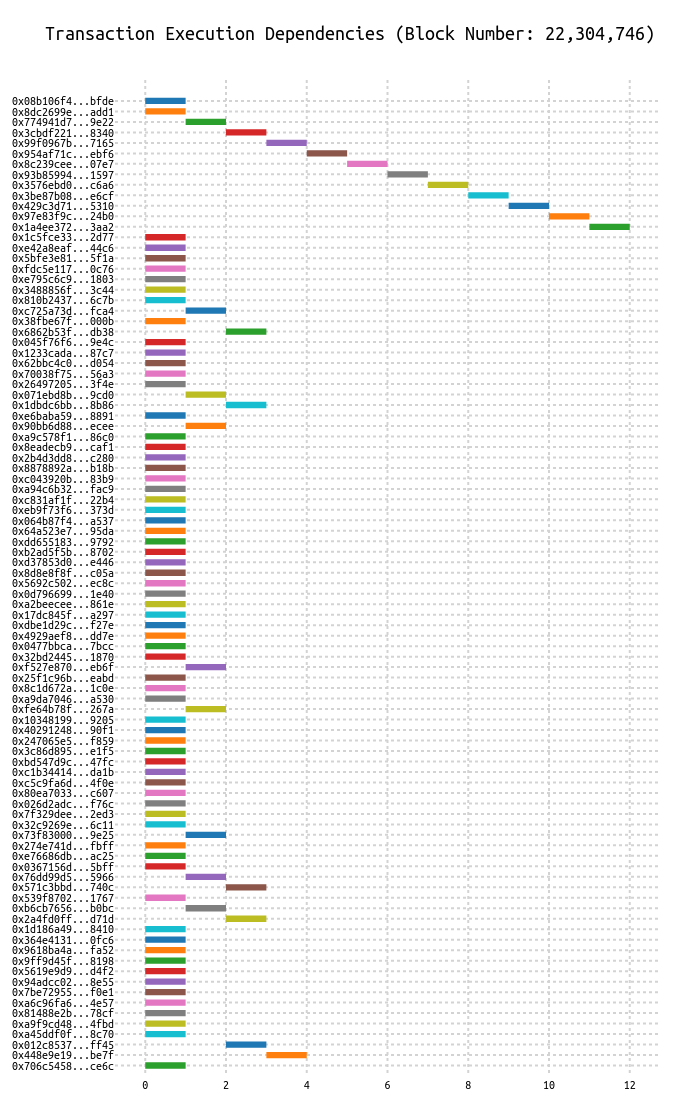 Transaction Execution Dependencies (Block Number: 22,304,746)
0x08b106f4...bfde
0x8dc2699e...add1
0x774941d7...9e22
0x3cbdf221...8340
0x99f0967b...7165
0x954af71c...ebf6
0x8c239cee...07e7
0x93b85994...1597
0x3576ebd0...c6a6
0x3be87b08...e6cf
0x429c3d71...5310
0x97e83f9c...24b0
0x1a4ee372...3aa2
0x1c5fce33...2d77
0xe42a8eaf...44c6
0x5bfe3e81...5f1a
0xfdc5e117...0c76
0xe795c6c9...1803
0x3488856f...3c44
0x810b2437...6c7b
0xc725a73d...fca4
0x38fbe67f...000b
0x6862b53f...db38
0x045f76f6...9e4c
0x1233cada...87c7
0x62bbc4c0...d054
0x70038f75...56a3
0x26497205...3f4e
0x071ebd8b...9cd0
0x1dbdc6bb...8b86
0xe6baba59...8891
0x90bb6d88...ecee
0xa9c578f1...86c0
0x8eadecb9...caf1
0x2b4d3dd8...c280
0x8878892a...b18b
0xc043920b...83b9
0xa94c6b32...fac9
0xc831af1f...22b4
0xeb9f73f6...373d
0x064b87f4...a537
0x64a523e7...95da
0xdd655183...9792
0xb2ad5f5b...8702
0xd37853d0...e446
0x8d8e8f8f...c05a
0x5692c502...ec8c
0x0d796699...1e40
0xa2beecee...861e
0x17dc845f...a297
0xdbe1d29c...f27e
0x4929aef8...dd7e
0x0477bbca...7bcc
0x32bd2445...1870
0xf527e870...eb6f
0x25f1c96b...eabd
0x8c1d672a...1c0e
0xa9da7046...a530
0xfe64b78f...267a
0x10348199...9205
0x40291248...90f1
0x247065e5...f859
0x3c86d895...e1f5
0xbd547d9c...47fc
0xc1b34414...da1b
0xc5c9fa6d...4f0e
0x80ea7033...c607
0x026d2adc...f76c
0x7f329dee...2ed3
0x32c9269e...6c11
0x73f83000...9e25
0x274e741d...fbff
0xe76686db...ac25
0x0367156d...5bff
0x76dd99d5...5966
0x571c3bbd...740c
0x539f8702...1767
0xb6cb7656...b0bc
0x2a4fd0ff...d71d
0x1d186a49...8410
0x364e4131...0fc6
0x9618ba4a...fa52
0x9ff9d45f...8198
0x5619e9d9...d4f2
0x94adcc02...8e55
0x7be72955...f0e1
0xa6c96fa6...4e57
0x81488e2b...78cf
0xa9f9cd48...4fbd
0xa45ddf0f...8c70
0x012c8537...ff45
0x448e9e19...be7f
0x706c5458...ce6c
0 2 4 6 8 10 12